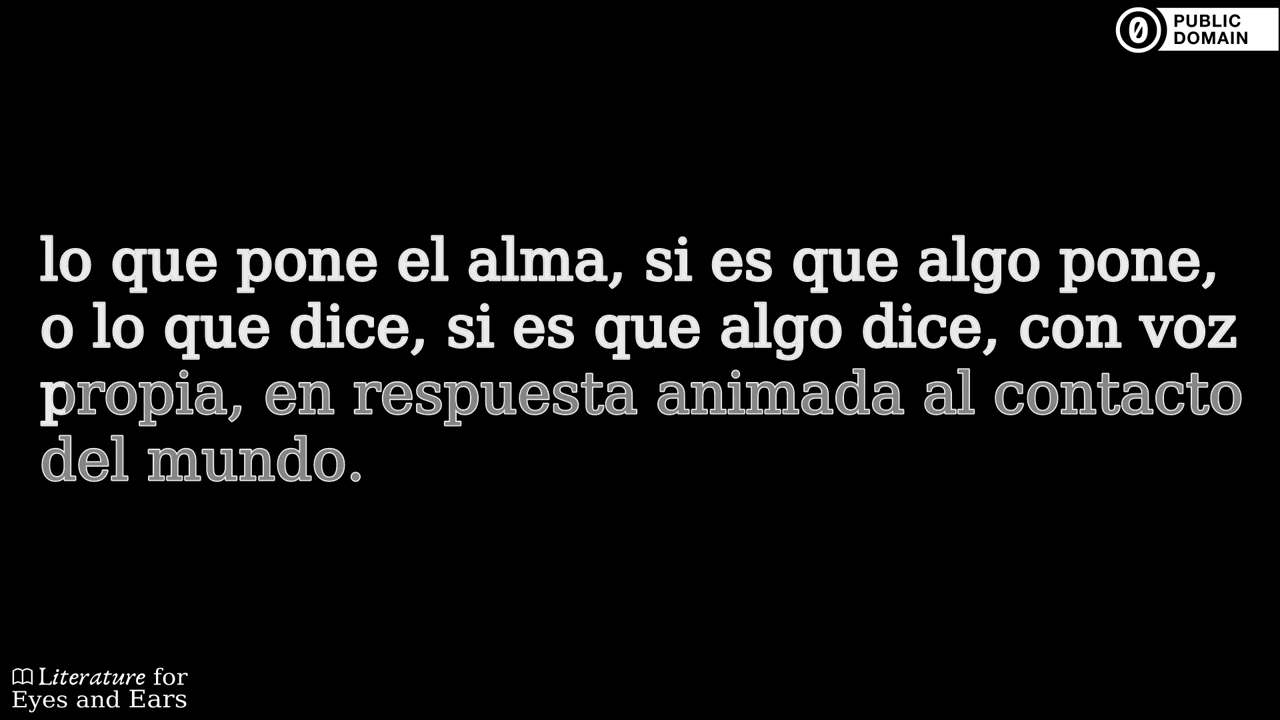 PUBLIC
DOMAIN
lo que pone el alma, si es que algo pone,
o lo que dice, si es que algo dice, con voz
propia, en respuesta animada al contacto
del mundo.
Literature for
Eyes and Ears